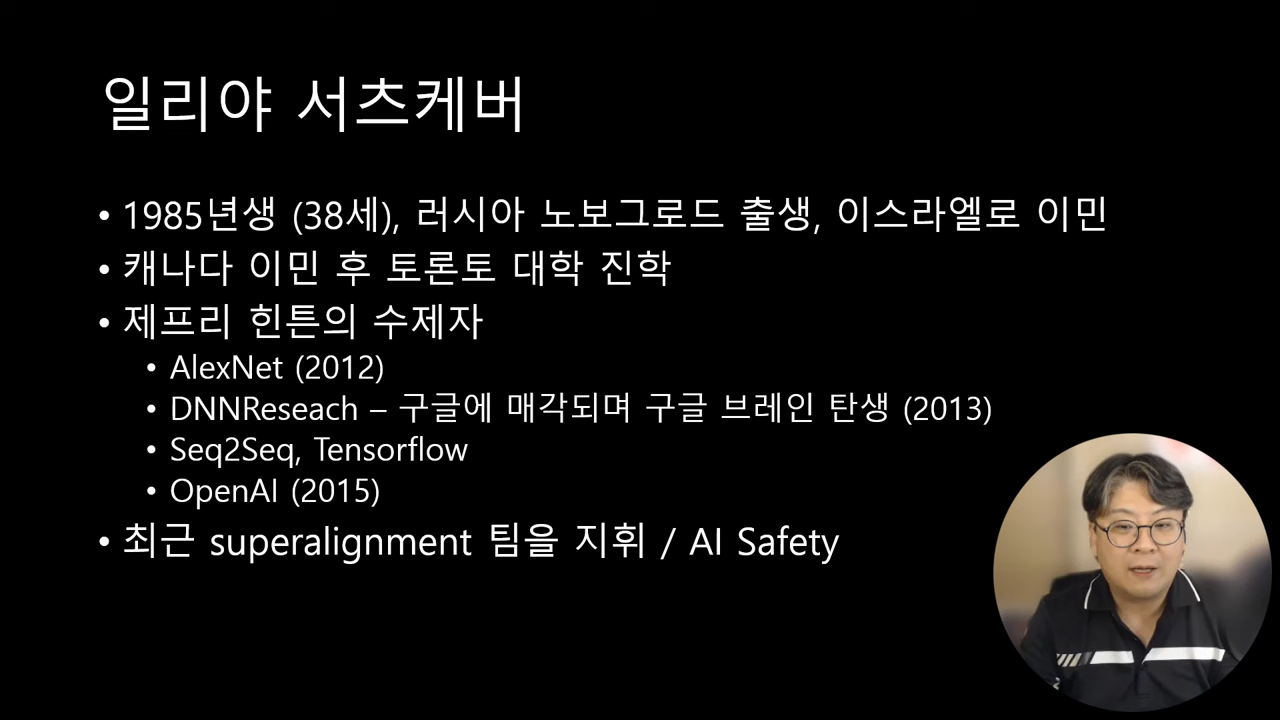 일리야 서츠케버
• 1985년생 (38세), 러시아 노보그로드 출생, 이스라엘로 이민
• 캐나다 이민 후 토론토 대학 진학
• 제프리 힌튼의 수제자
• AlexNet (2012)
• DNNReseach – 구글에 매각되며 구글 브레인 탄생 (2013)
• Seq2Seq, Tensorflow
• OpenAI (2015)
• 최근 superalignment 팀을 지휘 / AI Safety